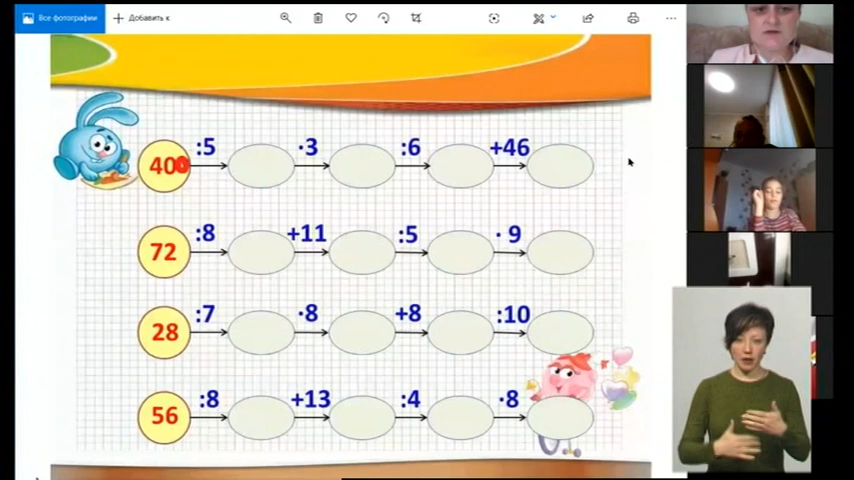 Все фотографии
Добавить к
400 :5 ·3 :6 +46
72 :8 +11 :5 · 9
28 :7 ·8 +8 :10
56 :8 +13 :4 ·8